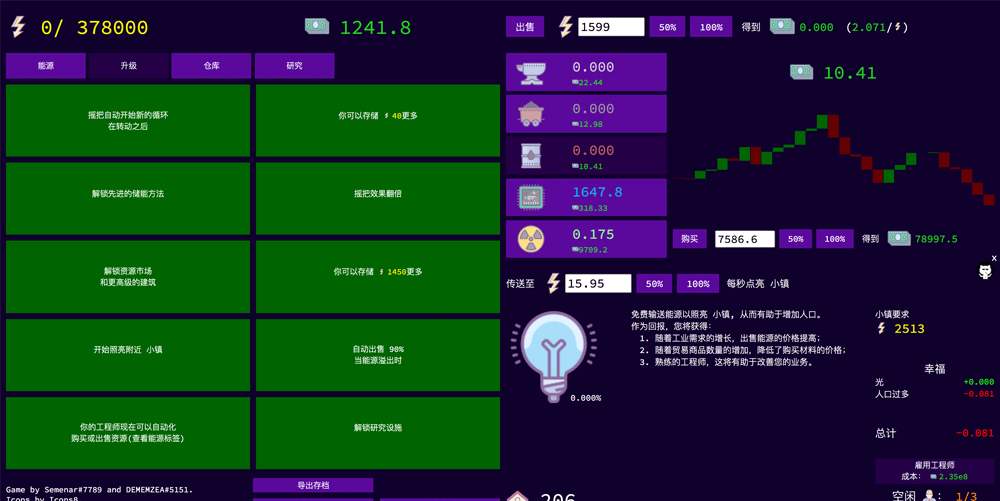 0/ 378000
1241.8
能源
升级
仓库
研究
摇把自动开始新的循环
在转动之后
你可以存储 40更多
解锁先进的储能方法
摇把效果翻倍
解锁资源市场
和更高级的建筑
你可以存储 1450更多
开始照亮附近 小镇
自动出售 90%
当能源溢出时
你的工程师现在可以自动化
购买或出售资源(查看能源标签)
解锁研究设施
Game by Semenar#7789 and DEMEMZEA#5151.
Icons by Icons8
导出存档
出售
1599
50%
100%
得到
0.000 (2.071/)
0.000
22.44
0.000
12.98
0.000
10.41
1647.8
318.33
0.175
9709.2
10.41
购买
7586.6
50%
100%
得到
78997.5
x
传送至
15.95
50%
100%
每秒点亮 小镇
免费输送能源以照亮 小镇, 从而有助于增加人口。
作为回报, 您将获得:
1. 随着工业需求的增长, 出售能源的价格提高;
2. 随着贸易商品数量的增加, 降低了购买材料的价格;
3. 熟练的工程师, 这将有助于改善您的业务。
0.000%
小镇要求
2513
幸福
光
+0.000
人口过多
-0.081
总计
-0.081
雇用工程师
成本: 2.35e8
206
空闲 : 1/3